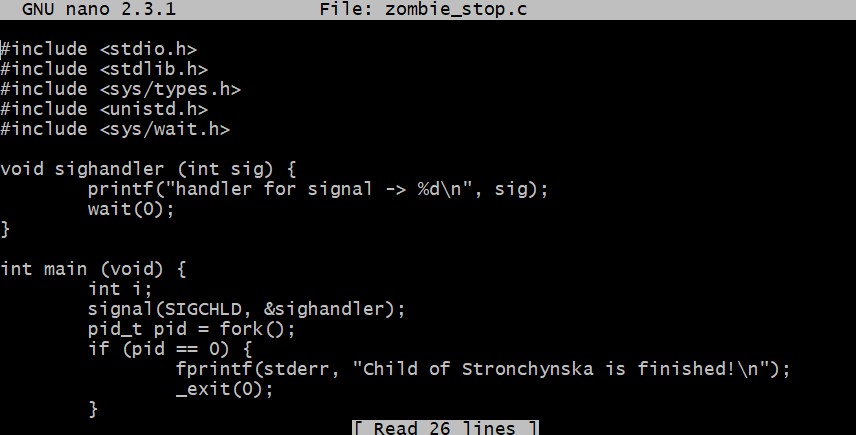 GNU nano 2.3.1 File: zombie_stop.c
#include <stdio.h>
#include <stdlib.h>
#include <sys/types.h>
#include <unistd.h>
#include <sys/wait.h>
void sighandler (int sig) {
        printf("handler for signal -> %d\n", sig);
        wait(0);
}
int main (void) {
        int i;
        signal(SIGCHLD, &sighandler);
        pid_t pid = fork();
        if (pid == 0) {
                fprintf(stderr, "Child of Stronchynska is finished!\n");
                _exit(0);
        }
[ Read 26 lines ]